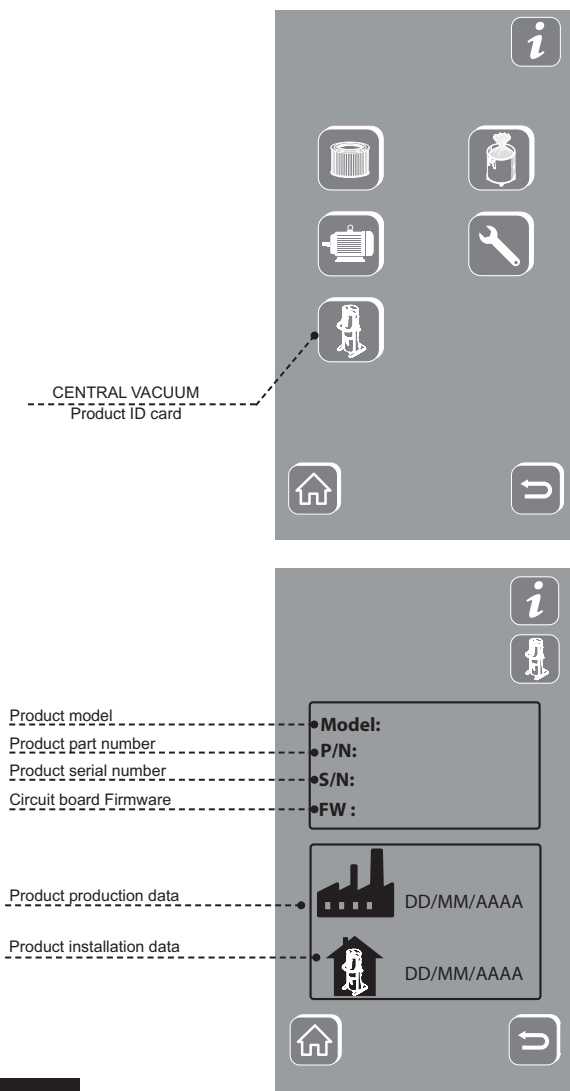 i
CENTRAL VACUUM
Product ID card
i
Product model
Model:
Product part number
P/N:
Product serial number
S/N:
Circuit board Firmware
FW :
Product production data
DD/MM/AAAA
Product installation data
DD/MM/AAAA